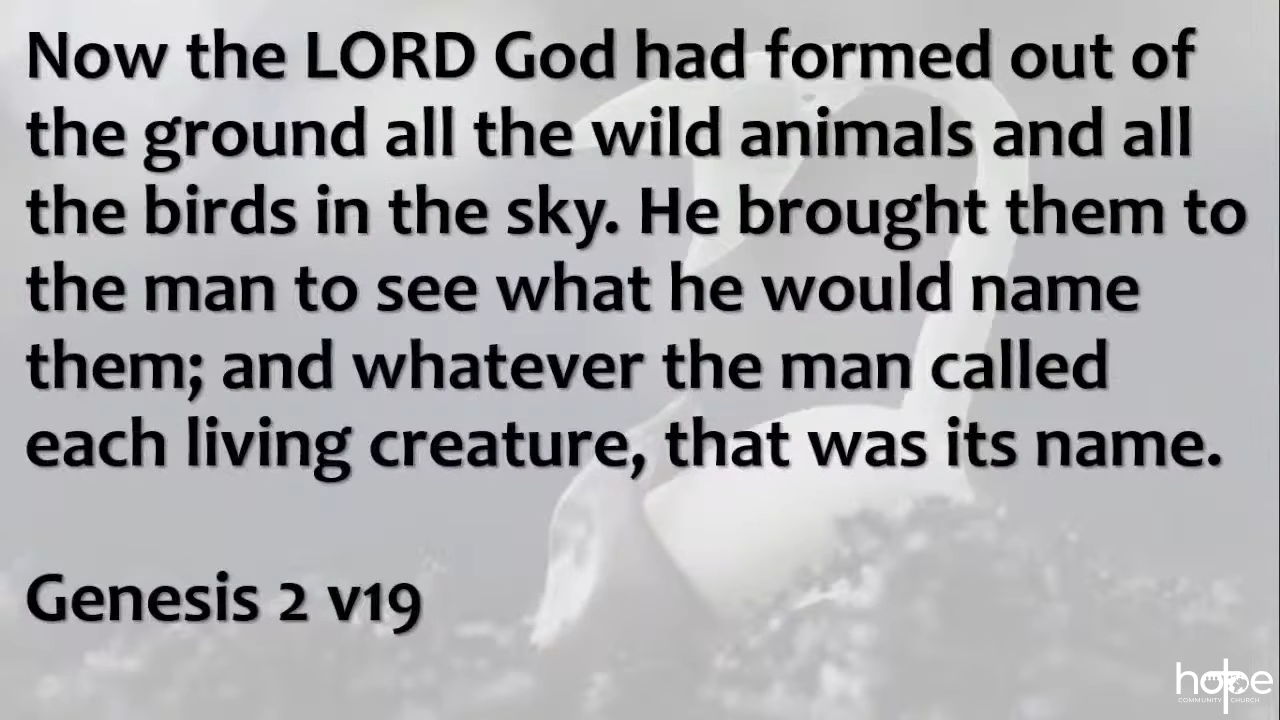 Now the LORD God had formed out of
the ground all the wild animals and all
the birds in the sky. He brought them to
the man to see what he would name
them; and whatever the man called
each living creature, that was its name.
Genesis 2 v19
hope
COMMUNITY CHURCH